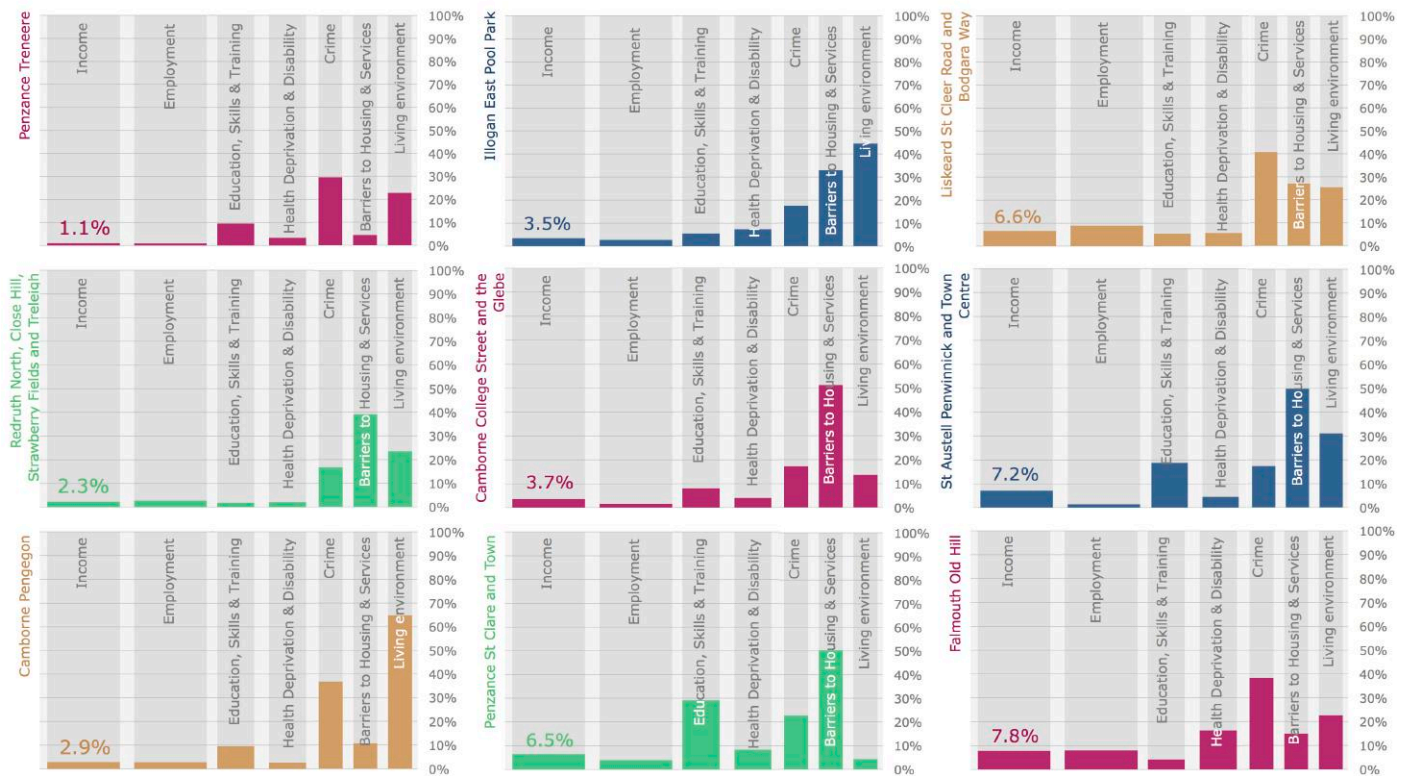 Penzance Treneere
Income
Employment
Education, Skills & Training
Health Deprivation & Disability
Crime
Barriers to Housing & Services
Living environment
1.1%
100%
90%
80%
70%
60%
50%
40%
30%
20%
10%
0%
Illogan East Pool Park
Income
Employment
Education, Skills & Training
Health Deprivation & Disability
Crime
Barriers to Housing & Services
Living environment
3.5%
100%
90%
80%
70%
60%
50%
40%
30%
20%
10%
0%
Liskeard St Cleer Road and
Bodgara Way
Income
Employment
Education, Skills & Training
Health Deprivation & Disability
Crime
Barriers to Housing & Services
Living environment
6.6%
100%
90%
80%
70%
60%
50%
40%
30%
20%
10%
0%
Redruth North, Close Hill,
Strawberry Fields and Treleigh
Income
Employment
Education, Skills & Training
Health Deprivation & Disability
Crime
Barriers to Housing & Services
Living environment
2.3%
100%
90%
80%
70%
60%
50%
40%
30%
20%
10%
0%
Camborne College Street and the
Glebe
Income
Employment
Education, Skills & Training
Health Deprivation & Disability
Crime
Barriers to Housing & Services
Living environment
3.7%
100%
90%
80%
70%
60%
50%
40%
30%
20%
10%
0%
St Austell Penwinnick and Town
Centre
Income
Employment
Education, Skills & Training
Health Deprivation & Disability
Crime
Barriers to Housing & Services
Living environment
7.2%
100%
90%
80%
70%
60%
50%
40%
30%
20%
10%
0%
Camborne Pengegon
Income
Employment
Education, Skills & Training
Health Deprivation & Disability
Crime
Barriers to Housing & Services
Living environment
2.9%
100%
90%
80%
70%
60%
50%
40%
30%
20%
10%
0%
Penzance St Clare and Town
Income
Employment
Education, Skills & Training
Health Deprivation & Disability
Crime
Barriers to Housing & Services
Living environment
6.5%
100%
90%
80%
70%
60%
50%
40%
30%
20%
10%
0%
Falmouth Old Hill
Income
Employment
Education, Skills & Training
Health Deprivation & Disability
Crime
Barriers to Housing & Services
Living environment
7.8%
100%
90%
80%
70%
60%
50%
40%
30%
20%
10%
0%